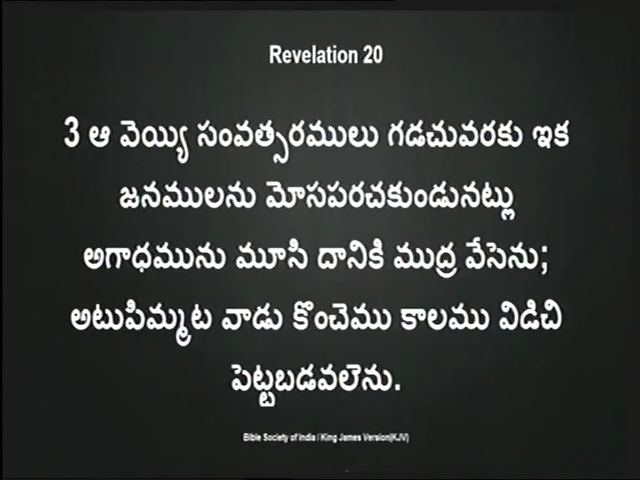 Revelation 20
3 ఆ వెయ్యి సంవత్సరములు గడచువరకు ఇక
జనములను మోసపరచకుండునట్లు
అగాధమును మూసి దానికి ముద్ర వేసెను;
అటుపిమ్మట వాడు కొంచెము కాలము విడిచి
పెట్టబడవలెను.
Bible Society of India / King James Version(KJV)